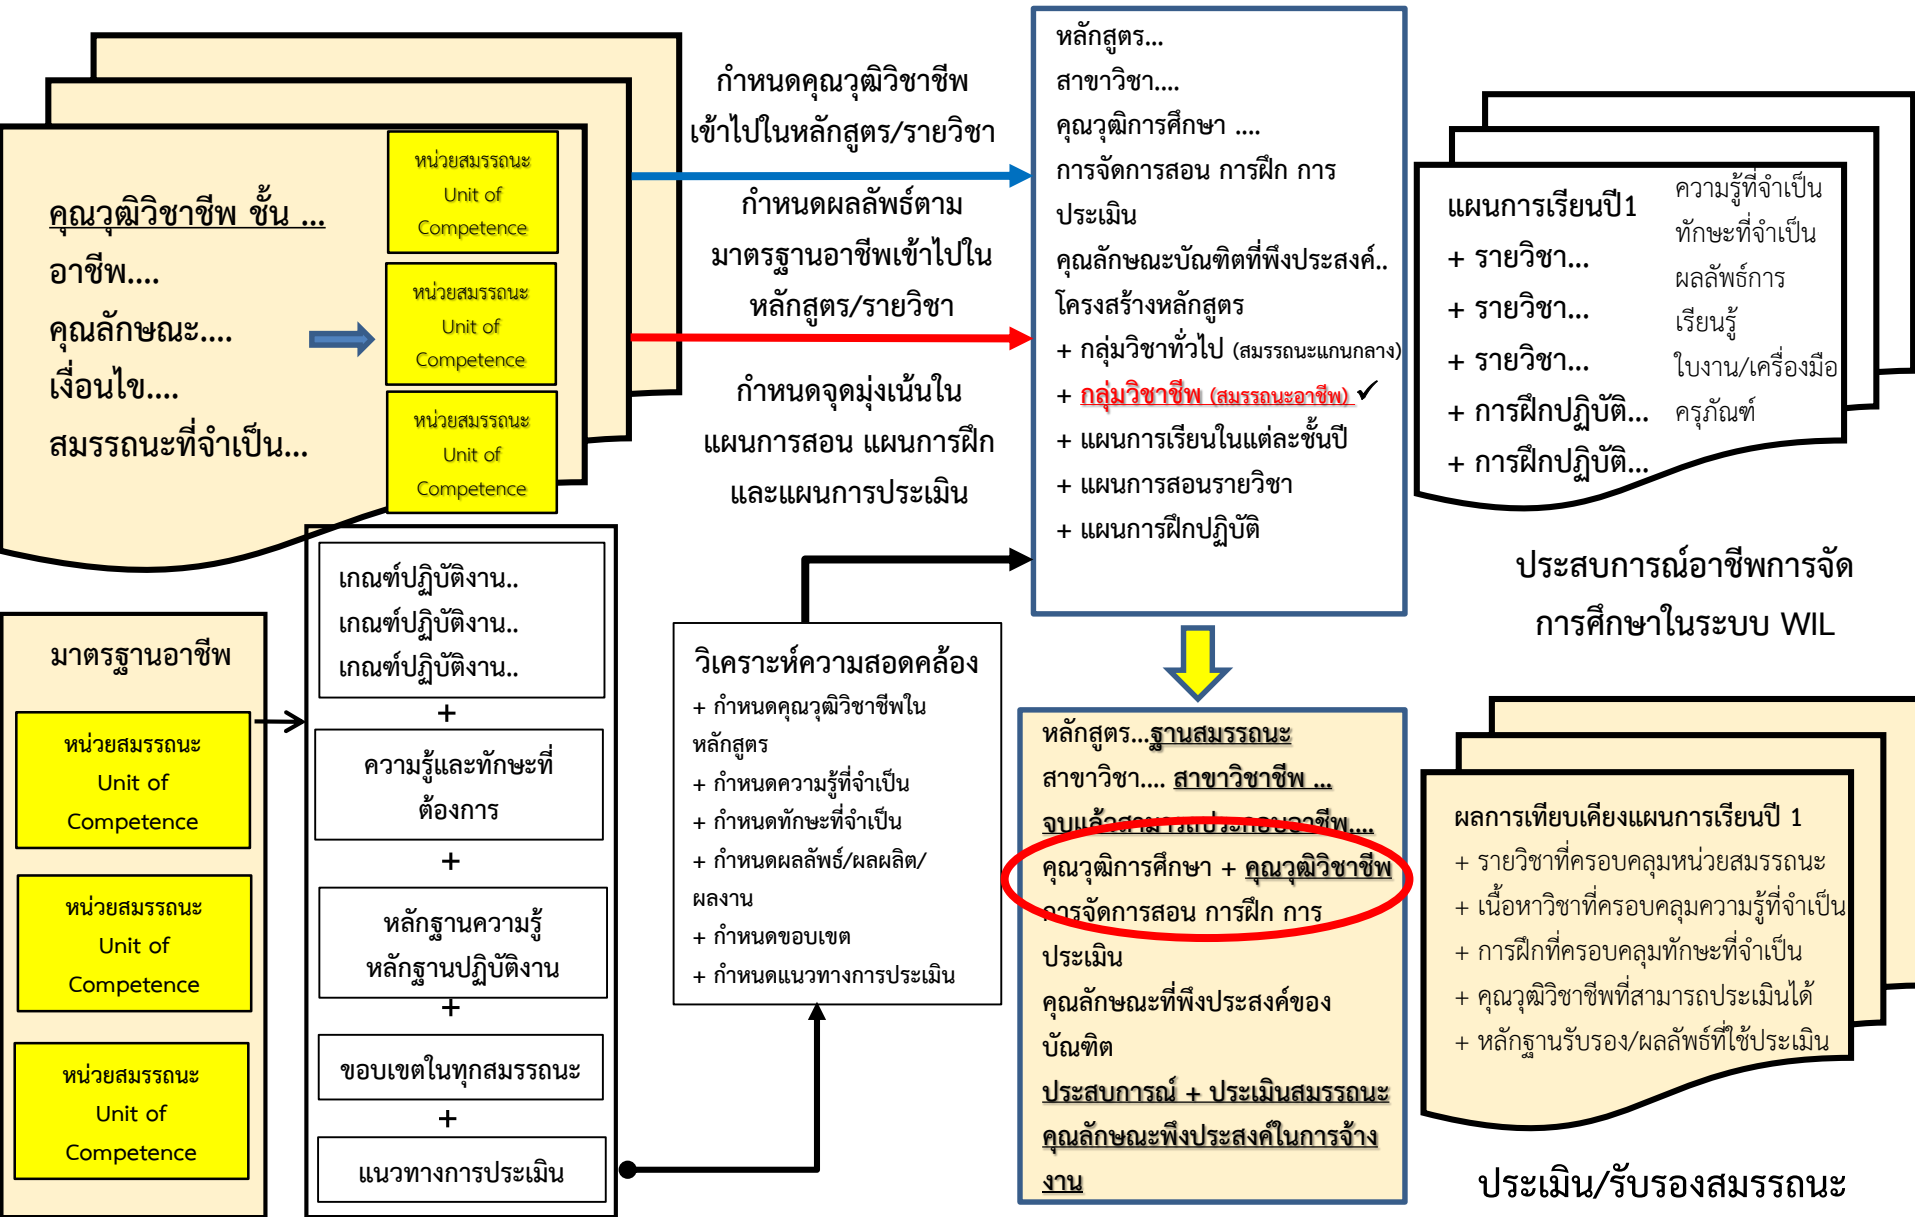 คุณวุฒิวิชาชีพ ชั้น ...
อาชีพ....
คุณลักษณะ....
เงื่อนไข....
สมรรถนะที่จำเป็น...
หน่วยสมรรถนะ
Unit of
Competence
หน่วยสมรรถนะ
Unit of
Competence
หน่วยสมรรถนะ
Unit of
Competence
กำหนดคุณวุฒิวิชาชีพ
เข้าไปในหลักสูตร/รายวิชา
กำหนดผลลัพธ์ตาม
มาตรฐานอาชีพเข้าไปใน
หลักสูตร/รายวิชา
กำหนดจุดมุ่งเน้นใน
แผนการสอน แผนการฝึก
และแผนการประเมิน
หลักสูตร...
สาขาวิชา....
คุณวุฒิการศึกษา ....
การจัดการสอน การฝึก การ
ประเมิน
คุณลักษณะบัณฑิตที่พึงประสงค์..
โครงสร้างหลักสูตร
+ กลุ่มวิชาทั่วไป (สมรรถนะแกนกลาง)
+ กลุ่มวิชาชีพ (สมรรถนะอาชีพ) ✓
+ แผนการเรียนในแต่ละชั้นปี
+ แผนการสอนรายวิชา
+ แผนการฝึกปฏิบัติ
แผนการเรียนปี1
+ รายวิชา...
+ รายวิชา...
+ รายวิชา...
+ การฝึกปฏิบัติ...
+ การฝึกปฏิบัติ...
ความรู้ที่จำเป็น
ทักษะที่จำเป็น
ผลลัพธ์การ
เรียนรู้
ใบงาน/เครื่องมือ
ครุภัณฑ์
ประสบการณ์อาชีพการจัด
การศึกษาในระบบ WIL
มาตรฐานอาชีพ
หน่วยสมรรถนะ
Unit of
Competence
หน่วยสมรรถนะ
Unit of
Competence
หน่วยสมรรถนะ
Unit of
Competence
เกณฑ์ปฏิบัติงาน..
เกณฑ์ปฏิบัติงาน..
เกณฑ์ปฏิบัติงาน..
+
ความรู้และทักษะที่
ต้องการ
+
หลักฐานความรู้
หลักฐานปฏิบัติงาน
+
ขอบเขตในทุกสมรรถนะ
+
แนวทางการประเมิน
วิเคราะห์ความสอดคล้อง
+ กำหนดคุณวุฒิวิชาชีพใน
หลักสูตร
+ กำหนดความรู้ที่จำเป็น
+ กำหนดทักษะที่จำเป็น
+ กำหนดผลลัพธ์/ผลผลิต/
ผลงาน
+ กำหนดขอบเขต
+ กำหนดแนวทางการประเมิน
หลักสูตร...ฐานสมรรถนะ
สาขาวิชา.... สาขาวิชาชีพ ...
จบแล้วสามารถประกอบอาชีพ....
คุณวุฒิการศึกษา + คุณวุฒิวิชาชีพ
การจัดการสอน การฝึก การ
ประเมิน
คุณลักษณะที่พึงประสงค์ของ
บัณฑิต
ประสบการณ์ + ประเมินสมรรถนะ
คุณลักษณะพึงประสงค์ในการจ้าง
งาน
ผลการเทียบเคียงแผนการเรียนปี 1
+ รายวิชาที่ครอบคลุมหน่วยสมรรถนะ
+ เนื้อหาวิชาที่ครอบคลุมความรู้ที่จำเป็น
+ การฝึกที่ครอบคลุมทักษะที่จำเป็น
+ คุณวุฒิวิชาชีพที่สามารถประเมินได้
+ หลักฐานรับรอง/ผลลัพธ์ที่ใช้ประเมิน
ประเมิน/รับรองสมรรถนะ